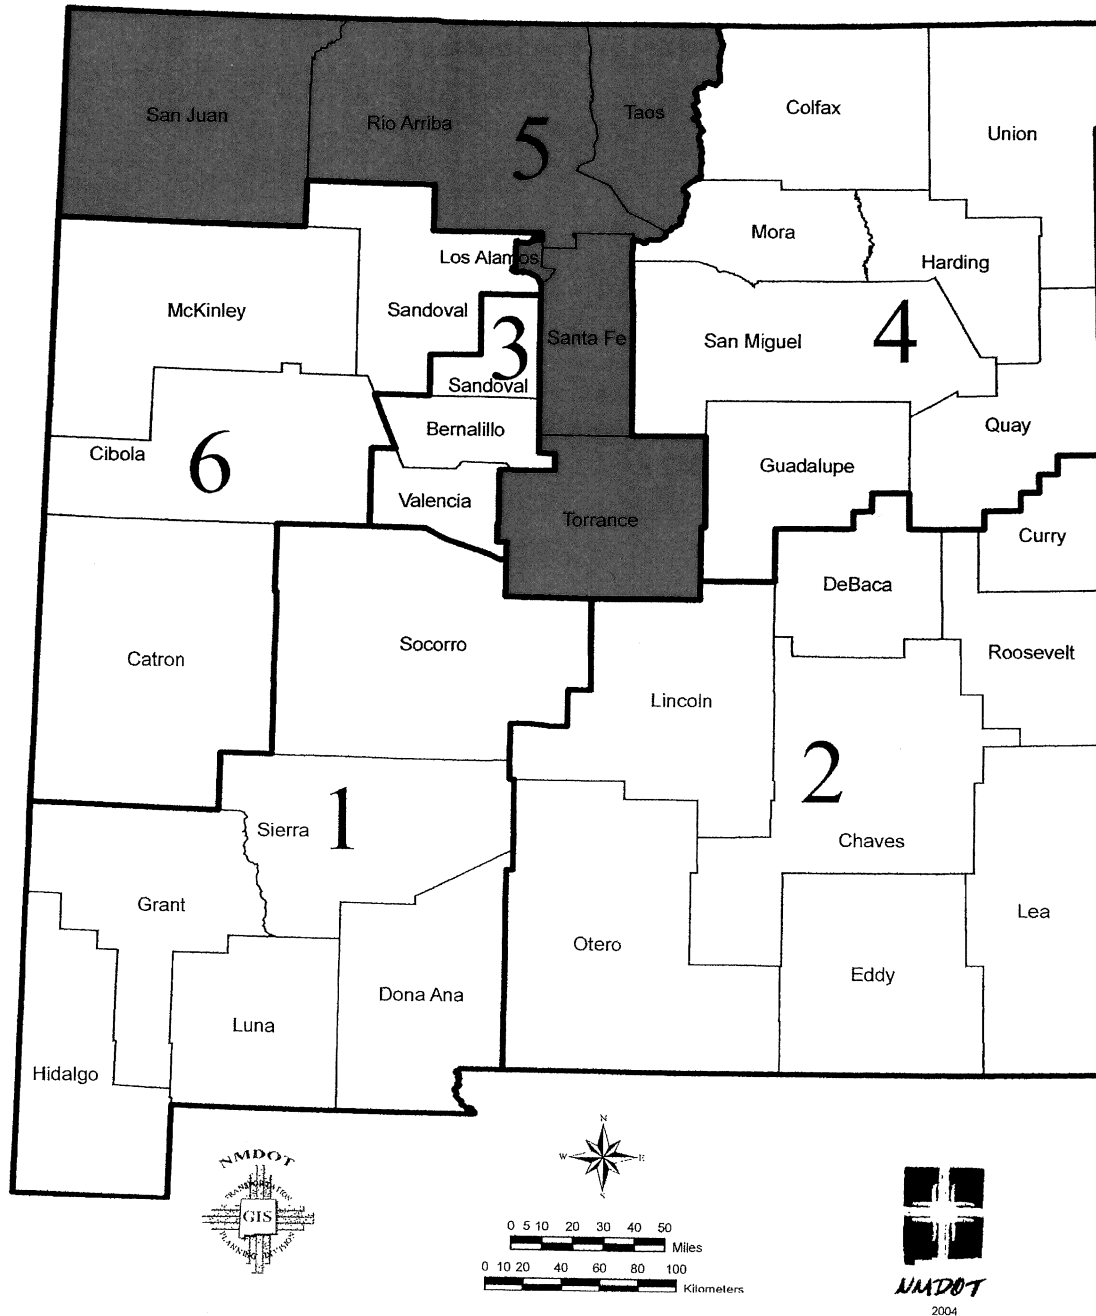 San Juan
Rio Arriba
5
Taos
Colfax
Union
Mora
Harding
Los Alamos
McKinley
Sandoval
3
Santa Fe
San Miguel
4
Sandoval
Bernalillo
Quay
Cibola
6
Guadalupe
Valencia
Torrance
Curry
DeBaca
Catron
Socorro
Roosevelt
Lincoln
2
1
Sierra
Chaves
Grant
Lea
Otero
Eddy
Dona Ana
Luna
Hidalgo
N
W E
S
NMDOT
TRANSPORTATION
GIS
PLANNING DIVISION
0 5 10 20 30 40 50
Miles
0 10 20 40 60 80 100
Kilometers
NMDOT
2004